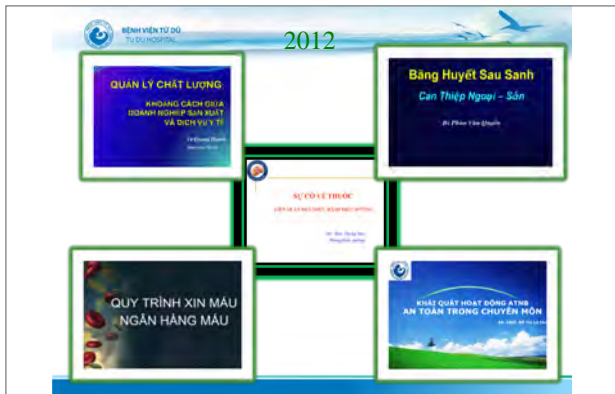 BỆNH VIỆN TỪ DŨ
TU DU HOSPITAL
2012
QUẢN LÝ CHẤT LƯỢNG
KHOẢNG CÁCH GIỮA
DOANH NGHIỆP SẢN XUẤT
VÀ DỊCH VỤ Y TẾ
Băng Huyết Sau Sanh
Can Thiệp Ngoại – Sản
SỰ CỐ VỀ THUỐC
QUY TRÌNH XIN MÁU
NGÂN HÀNG MÁU
KHÁI QUÁT HOẠT ĐỘNG ATNB
AN TOÀN TRONG CHUYÊN MÔN